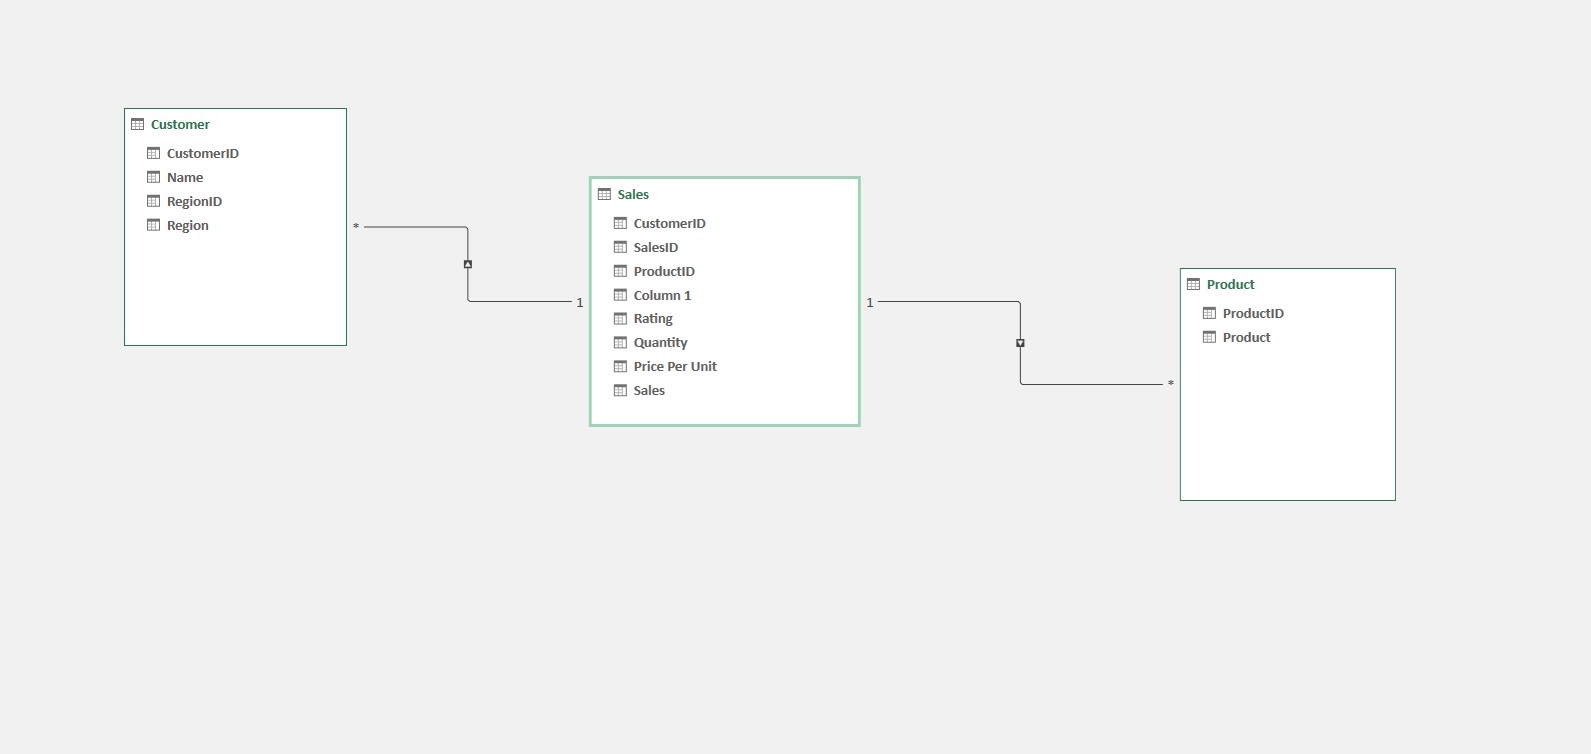 Customer
CustomerID
Name
RegionID
Region
*
1
Sales
CustomerID
SalesID
ProductID
Column 1
Rating
Quantity
Price Per Unit
Sales
1
*
Product
ProductID
Product